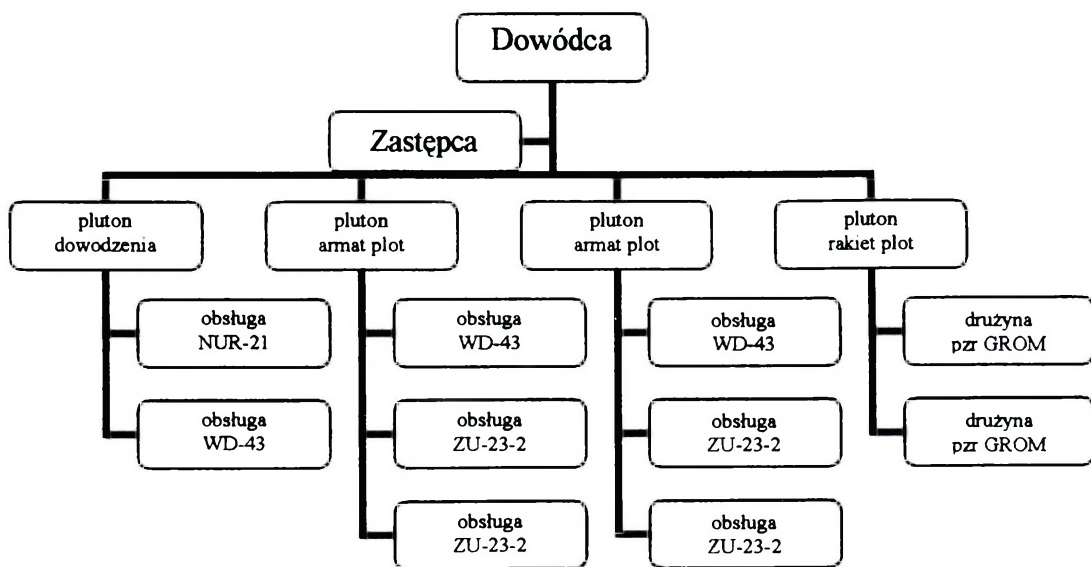 Dowódca
Zastępca
pluton
dowodzenia
pluton
armat plot
pluton
armat plot
pluton
rakiet plot
obsługa
NUR-21
obsługa
WD-43
obsługa
WD-43
drużyna
pzr GROM
obsługa
WD-43
obsługa
ZU-23-2
obsługa
ZU-23-2
drużyna
pzr GROM
obsługa
ZU-23-2
obsługa
ZU-23-2